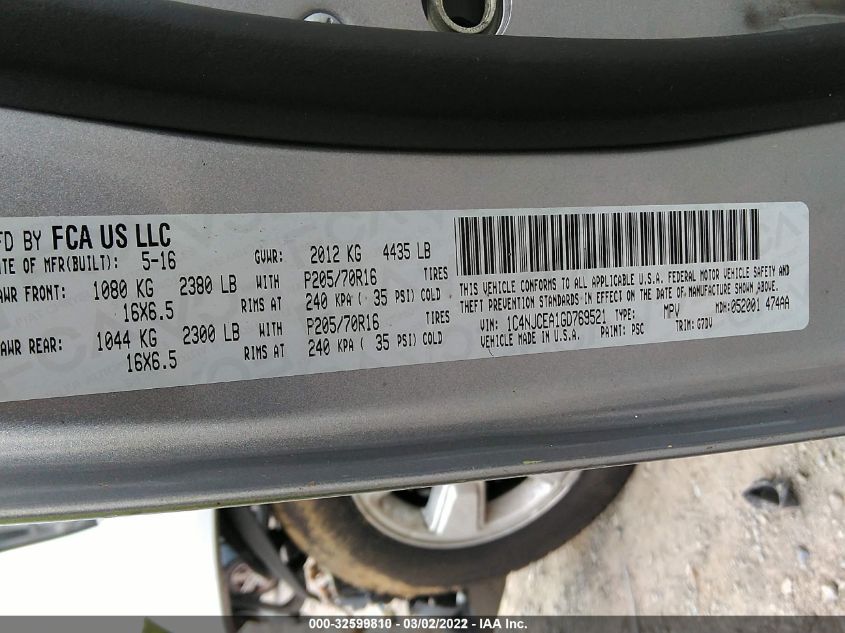 FD BY FCA US LLC
ATE OF MFR(BUILT): 5-16 GVWR: 2012 KG 4435 LB
AWR FRONT: 1080 KG 2380 LB WITH P205/70R16 TIRES
16X6.5 RIMS AT 240 KPA ( 35 PSI) COLD
AWR REAR: 1044 KG 2300 LB WITH P205/70R16 TIRES
16X6.5 RIMS AT 240 KPA ( 35 PSI) COLD
THIS VEHICLE CONFORMS TO ALL APPLICABLE U.S.A. FEDERAL MOTOR VEHICLE SAFETY AND
THEFT PREVENTION STANDARDS IN EFFECT ON THE DATE OF MANUFACTURE SHOWN ABOVE.
VIN: 1C4NJCEA1GD769521 TYPE: MPV MDH: 052001 474AA
VEHICLE MADE IN U.S.A. PAINT: PSC TRIM: G7DV
000-32599810 - 03/02/2022 - IAA Inc.